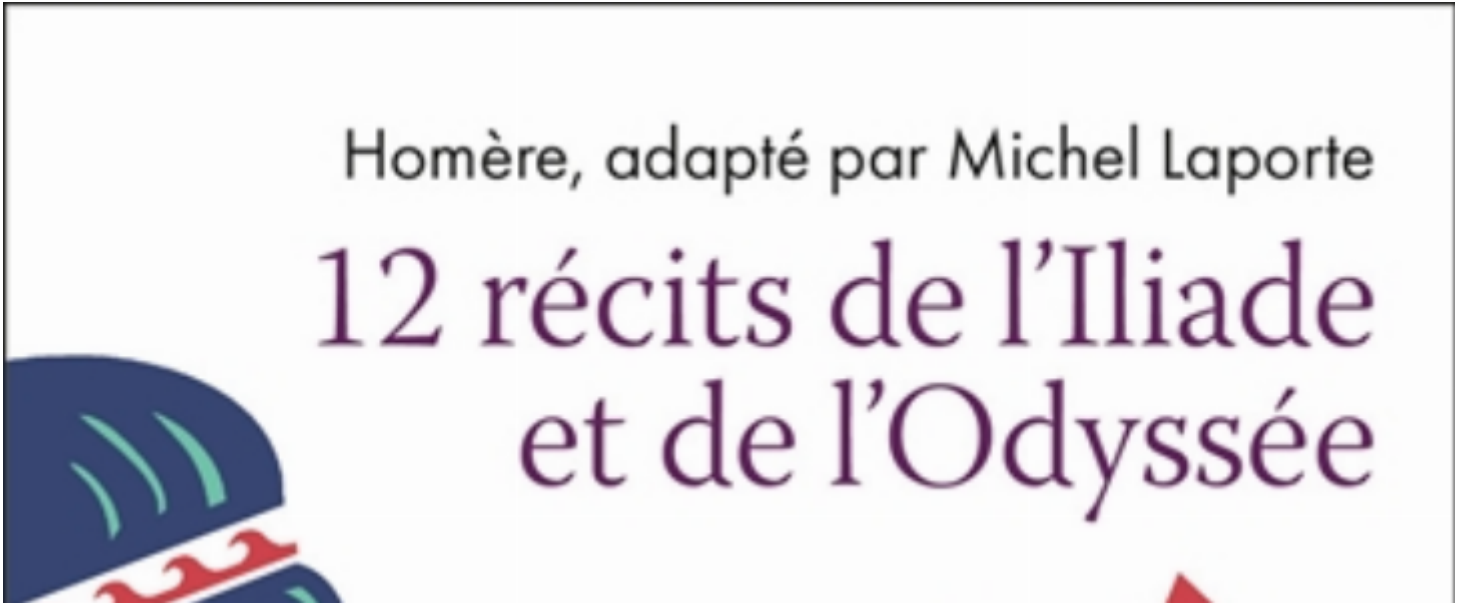 Homère, adapté par Michel Laporte
12 récits de l’Iliade
et de l’Odyssée